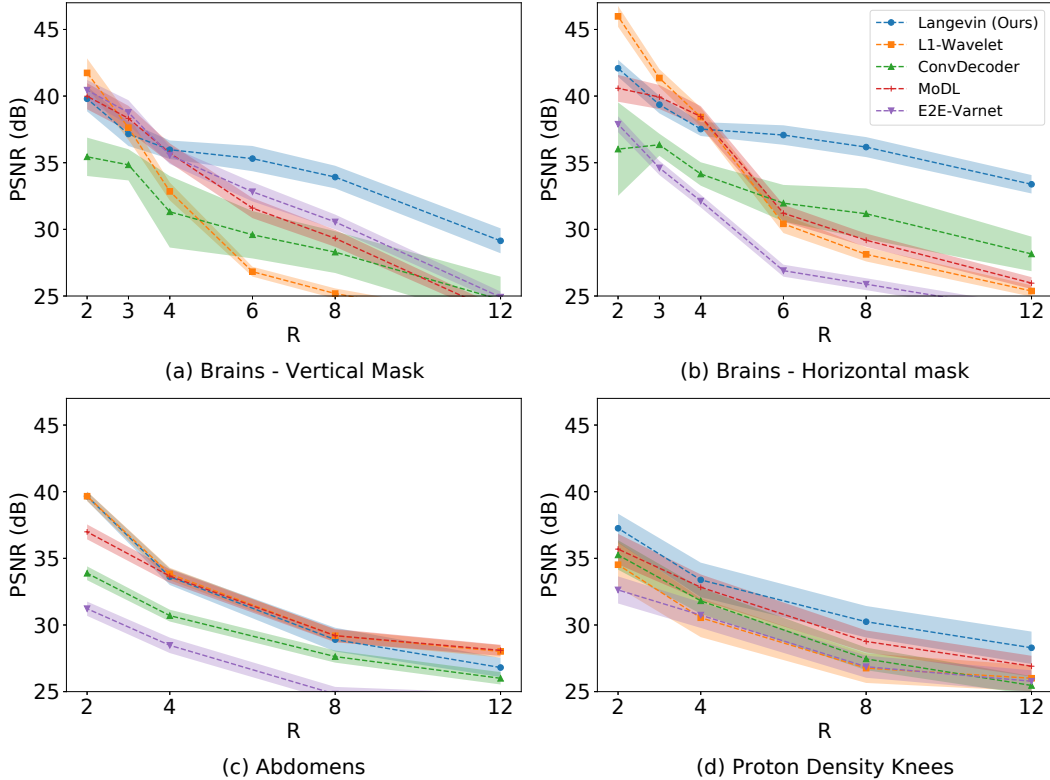 45
40
35
30
25
PSNR (dB)
2 3 4 6 8 12
R
(a) Brains - Vertical Mask
45
40
35
30
25
PSNR (dB)
2 3 4 6 8 12
R
Langevin (Ours)
L1-Wavelet
ConvDecoder
MoDL
E2E-Varnet
(b) Brains - Horizontal mask
45
40
35
30
25
PSNR (dB)
2 4 8 12
R
(c) Abdomens
45
40
35
30
25
PSNR (dB)
2 4 8 12
R
(d) Proton Density Knees